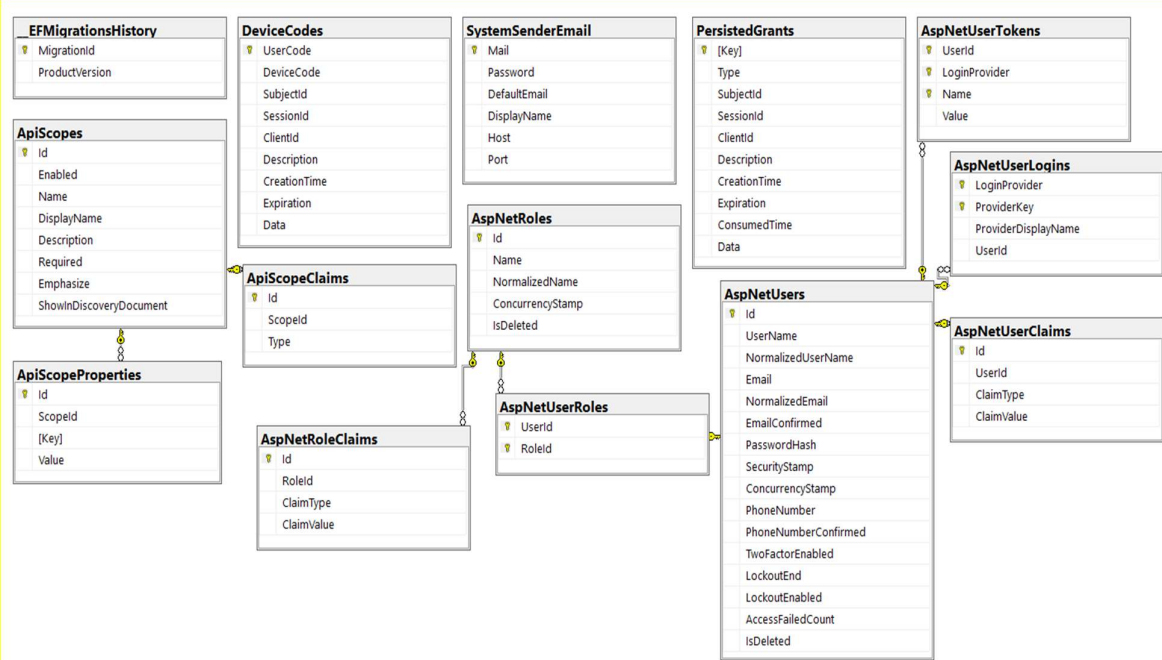 __EFMigrationsHistory
MigrationId
ProductVersion
DeviceCodes
UserCode
DeviceCode
SubjectId
SessionId
ClientId
Description
CreationTime
Expiration
Data
SystemSenderEmail
Mail
Password
DefaultEmail
DisplayName
Host
Port
PersistedGrants
[Key]
Type
SubjectId
SessionId
ClientId
Description
CreationTime
Expiration
ConsumedTime
Data
AspNetUserTokens
UserId
LoginProvider
Name
Value
ApiScopes
Id
Enabled
Name
DisplayName
Description
Required
Emphasize
ShowInDiscoveryDocument
AspNetUserLogins
LoginProvider
ProviderKey
ProviderDisplayName
UserId
AspNetRoles
Id
Name
NormalizedName
ConcurrencyStamp
IsDeleted
ApiScopeClaims
Id
ScopeId
Type
AspNetUsers
Id
UserName
NormalizedUserName
Email
NormalizedEmail
EmailConfirmed
PasswordHash
SecurityStamp
ConcurrencyStamp
PhoneNumber
PhoneNumberConfirmed
TwoFactorEnabled
LockoutEnd
LockoutEnabled
AccessFailedCount
IsDeleted
AspNetUserClaims
Id
UserId
ClaimType
ClaimValue
ApiScopeProperties
Id
ScopeId
[Key]
Value
AspNetUserRoles
UserId
RoleId
AspNetRoleClaims
Id
RoleId
ClaimType
ClaimValue